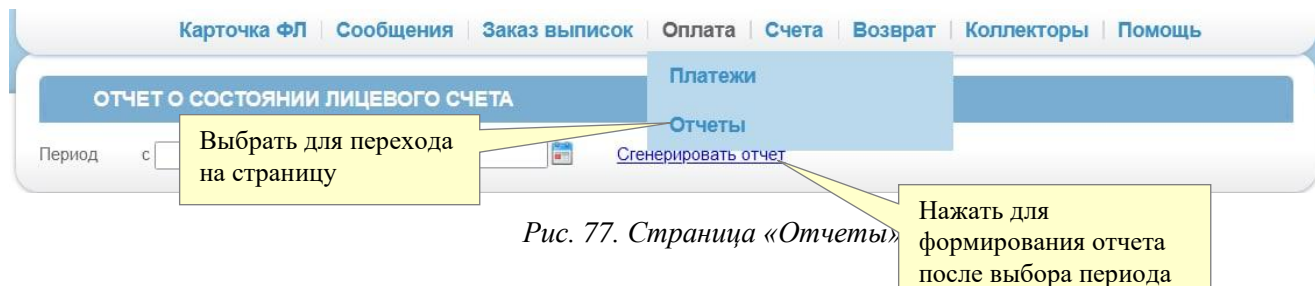 Карточка ФЛ Сообщения Заказ выписок Оплата Счета Возврат Коллекторы Помощь
Платежи
ОТЧЕТ О СОСТОЯНИИ ЛИЦЕВОГО СЧЕТА
Отчеты
Выбрать для перехода
на страницу
Период с
Сгенерировать отчет
Нажать для
формирования отчета
после выбора периода
Рис. 77. Страница «Отчеты»